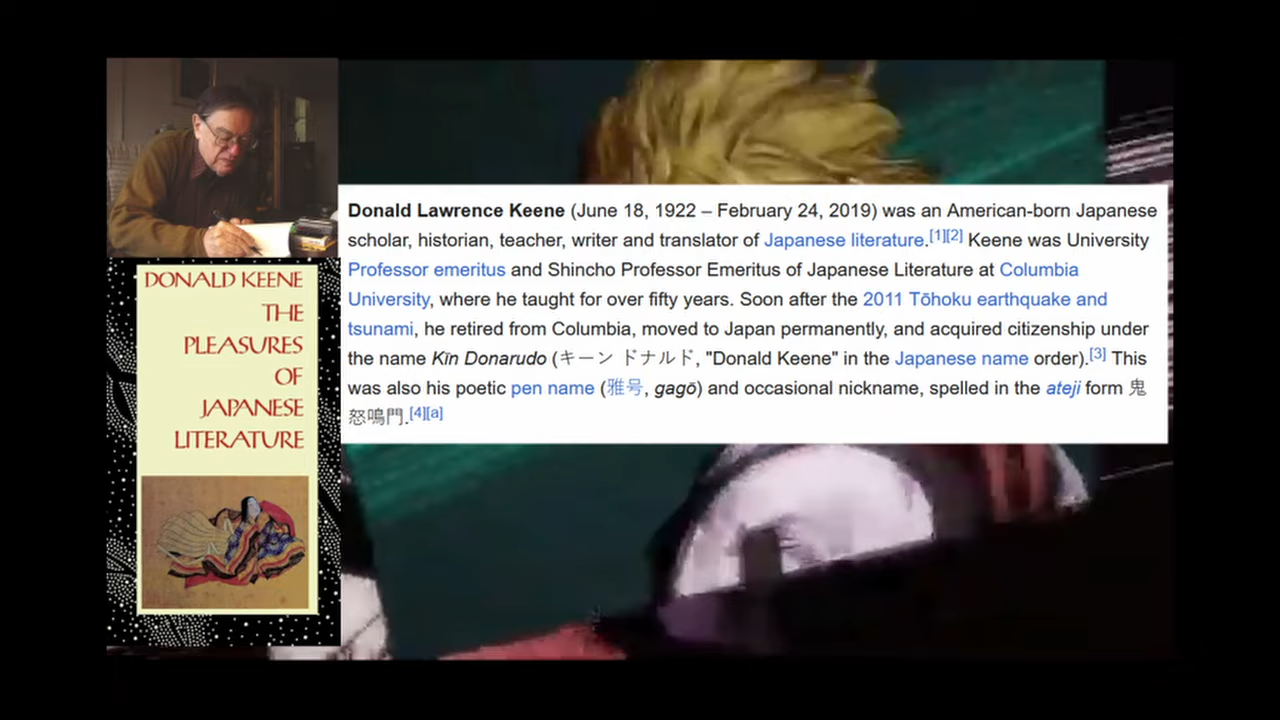 DONALD KEENE
THE
PLEASURES
OF
JAPANESE
LITERATURE
Donald Lawrence Keene (June 18, 1922 – February 24, 2019) was an American-born Japanese
scholar, historian, teacher, writer and translator of Japanese literature.[1][2] Keene was University
Professor emeritus and Shincho Professor Emeritus of Japanese Literature at Columbia
University, where he taught for over fifty years. Soon after the 2011 Tōhoku earthquake and
tsunami, he retired from Columbia, moved to Japan permanently, and acquired citizenship under
the name Kīn Donarudo (キーン ドナルド, "Donald Keene" in the Japanese name order).[3] This
was also his poetic pen name (雅号, gagō) and occasional nickname, spelled in the ateji form 鬼
怒鳴門.[4][a]